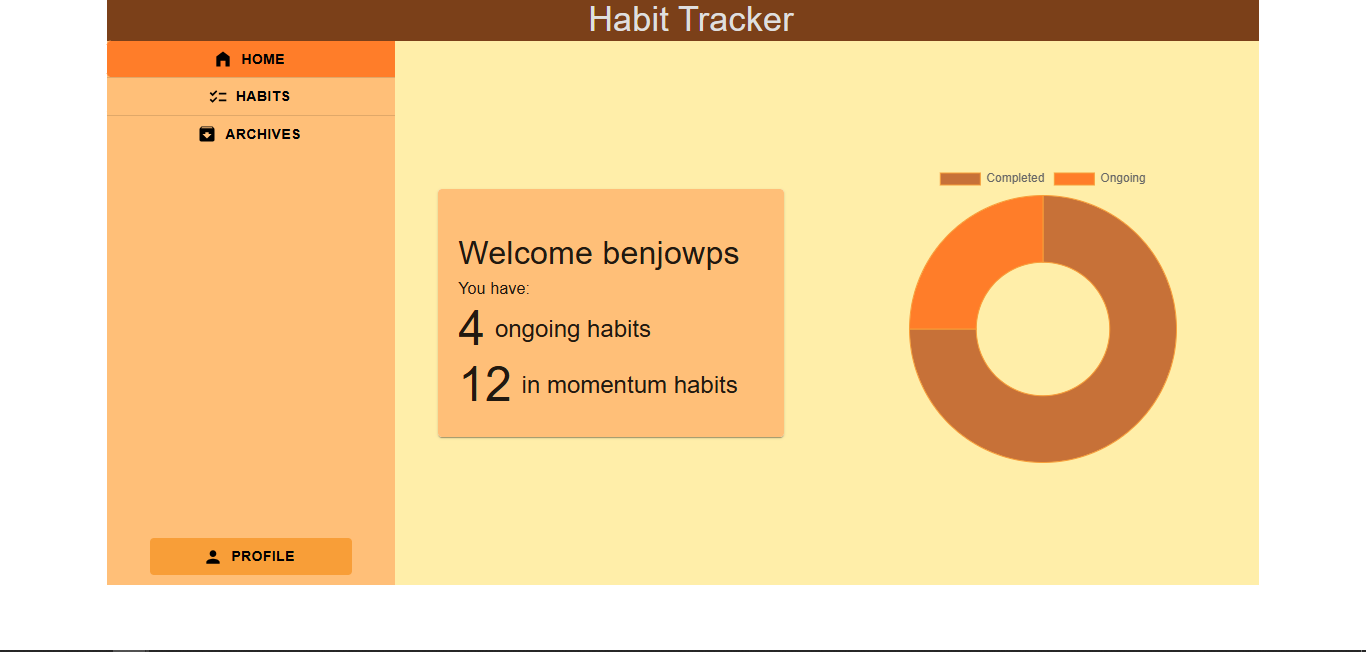 Habit Tracker
HOME
HABITS
ARCHIVES
PROFILE
Welcome benjowps
You have:
4 ongoing habits
12 in momentum habits
Completed Ongoing